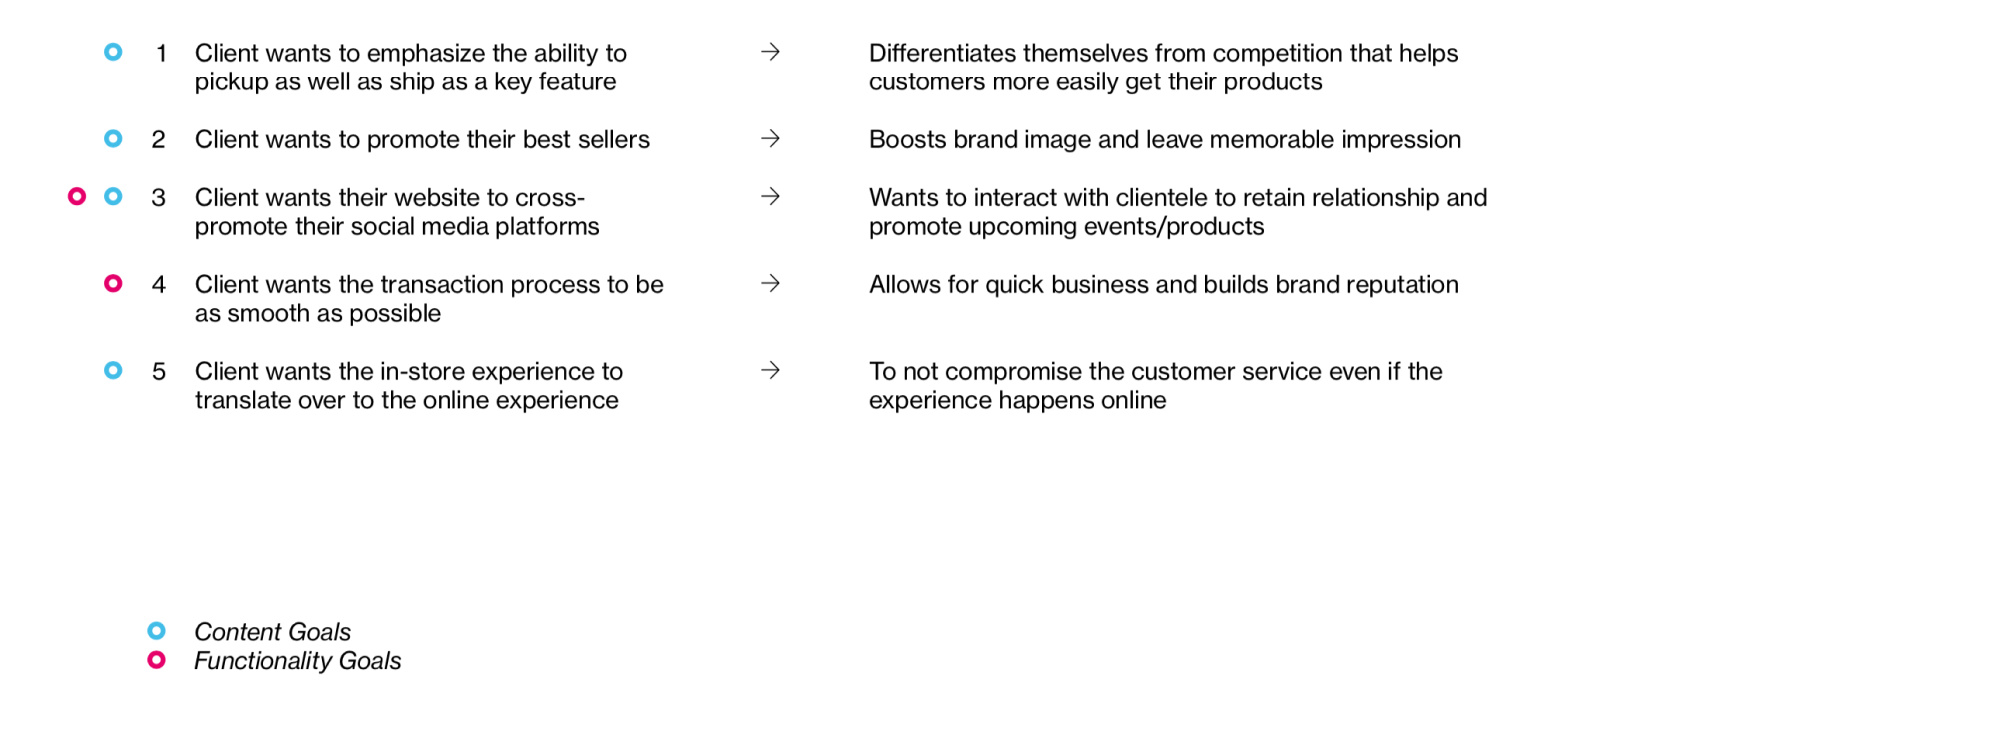 1 Client wants to emphasize the ability to → Differentiates themselves from competition that helps
pickup as well as ship as a key feature customers more easily get their products
2 Client wants to promote their best sellers → Boosts brand image and leave memorable impression
3 Client wants their website to cross- → Wants to interact with clientele to retain relationship and
promote their social media platforms promote upcoming events/products
4 Client wants the transaction process to be → Allows for quick business and builds brand reputation
as smooth as possible
5 Client wants the in-store experience to → To not compromise the customer service even if the
translate over to the online experience experience happens online
Content Goals
Functionality Goals